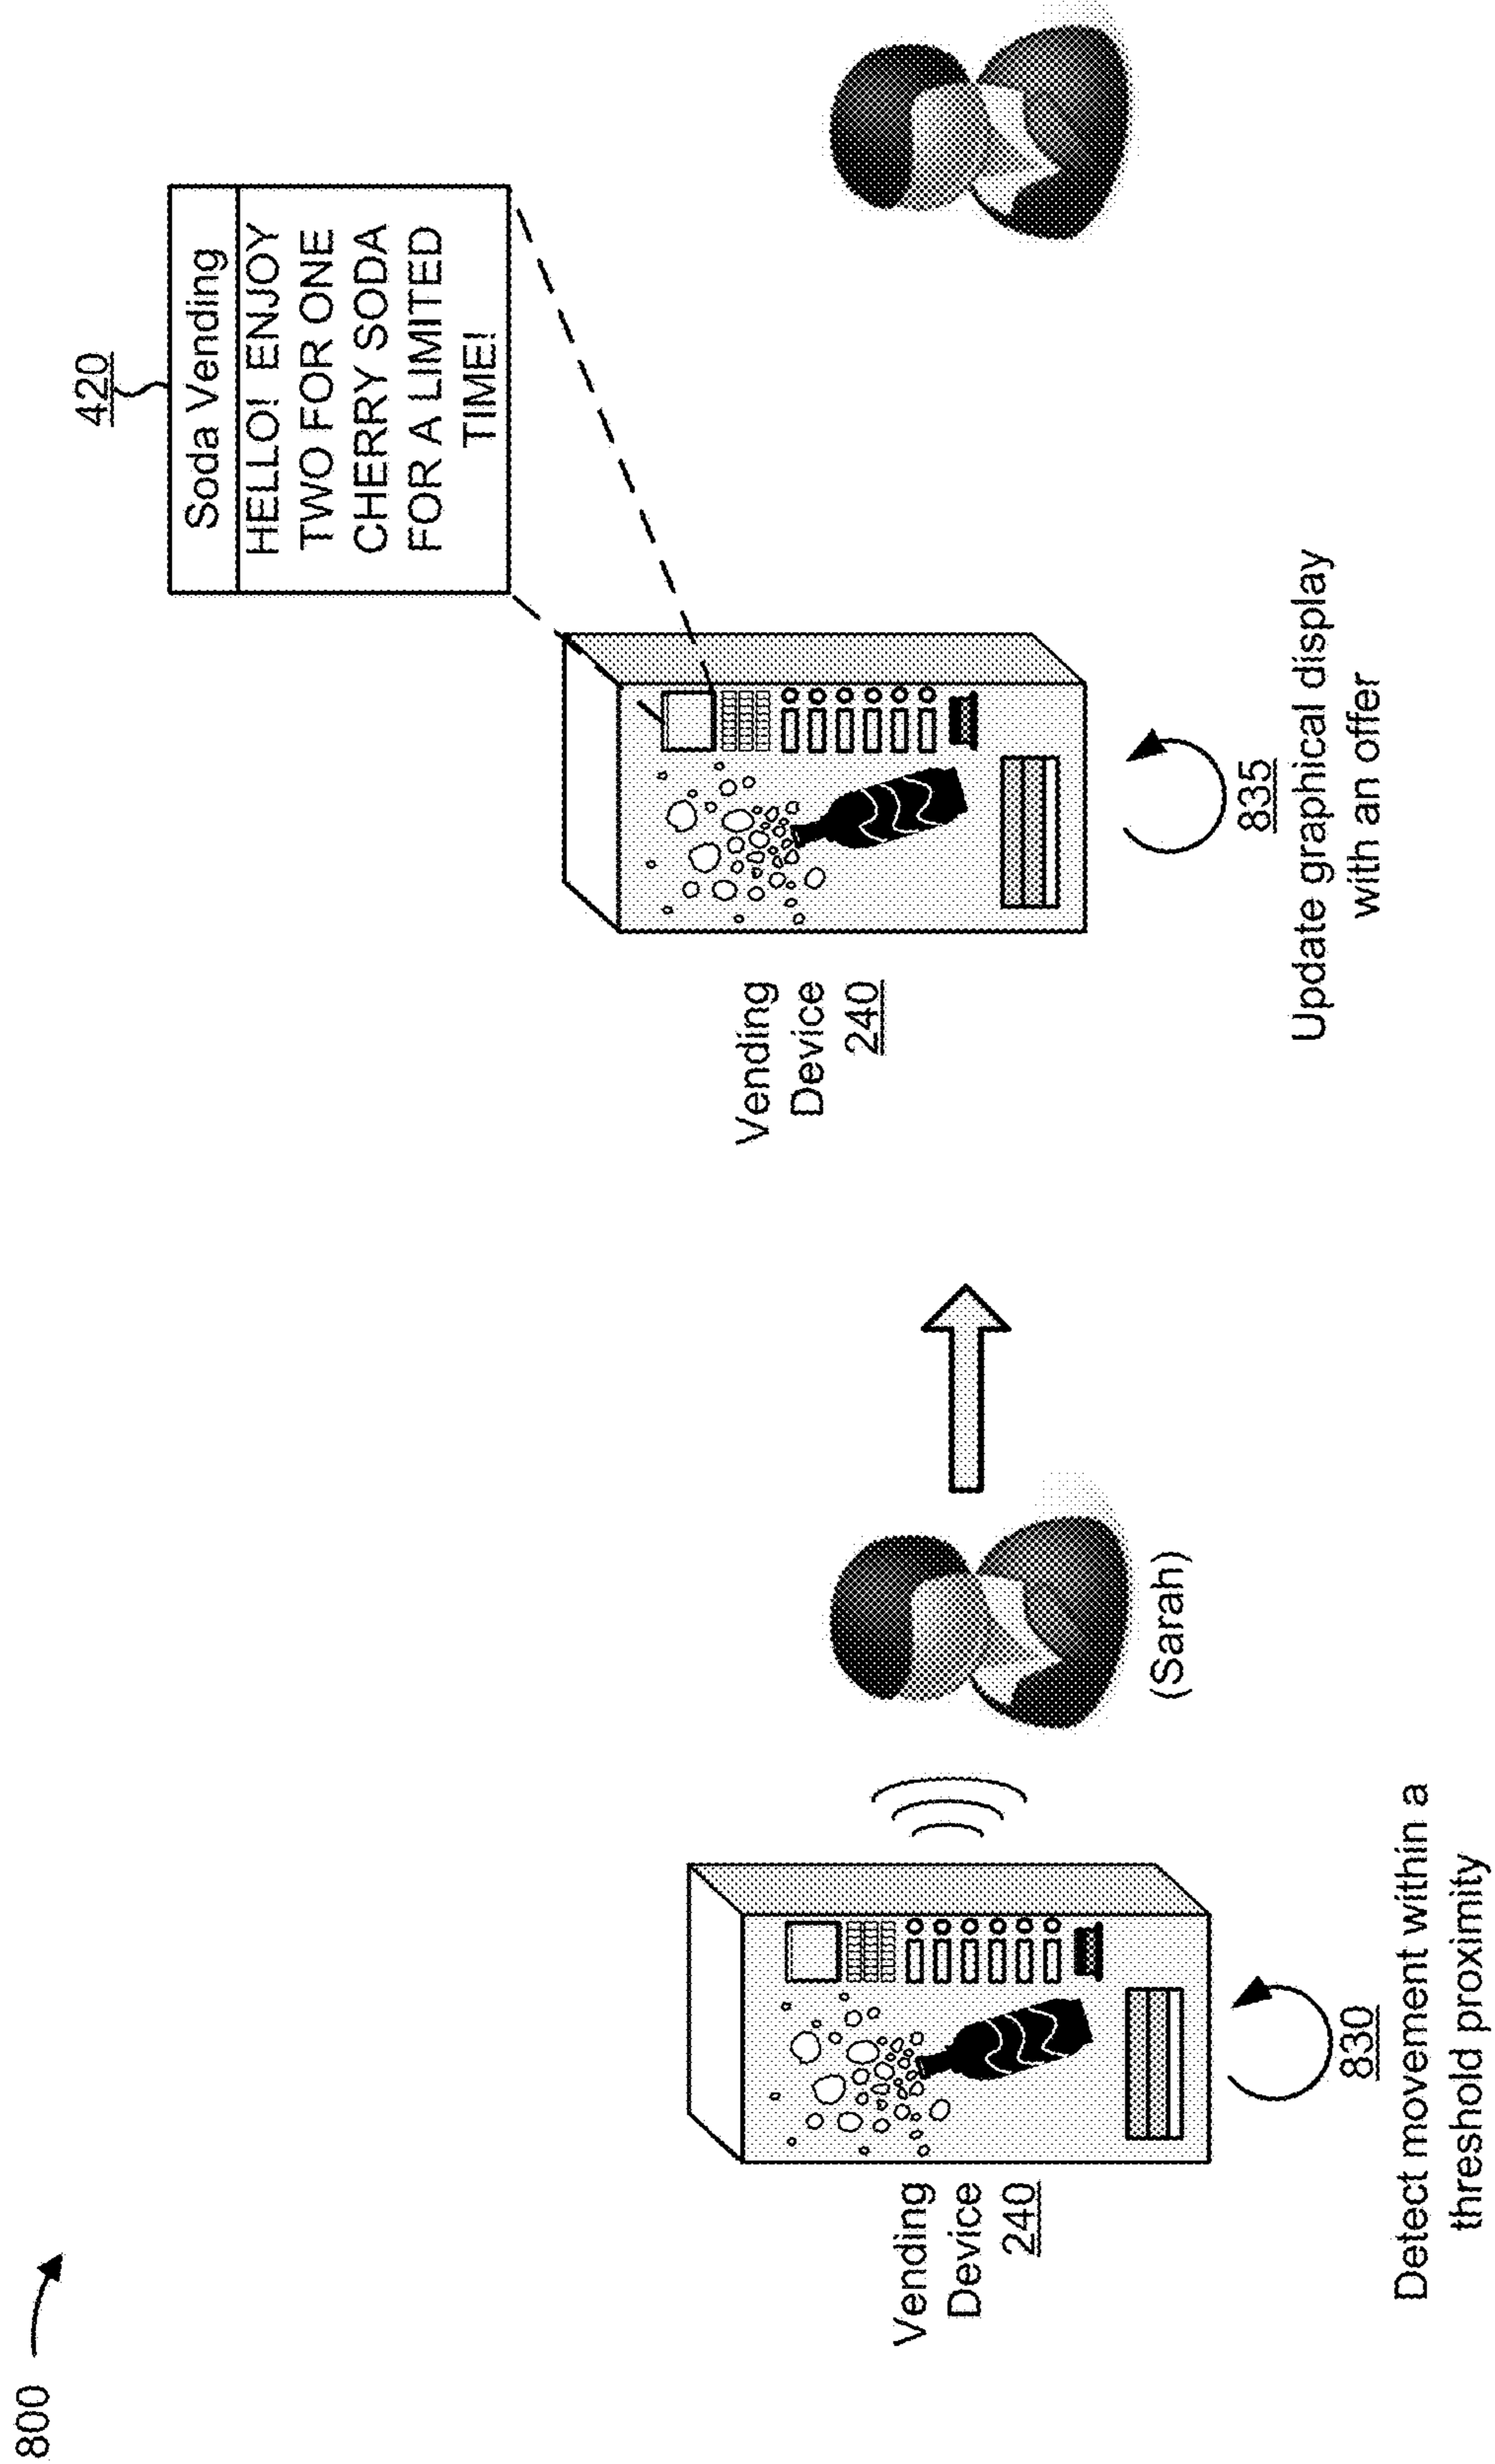 800
420
Soda Vending
HELLO! ENJOY
TWO FOR ONE
CHERRY SODA
FOR A LIMITED
TIME!
Vending
Device
240
(Sarah)
830
Detect movement within a
threshold proximity
Vending
Device
240
835
Update graphical display
with an offer